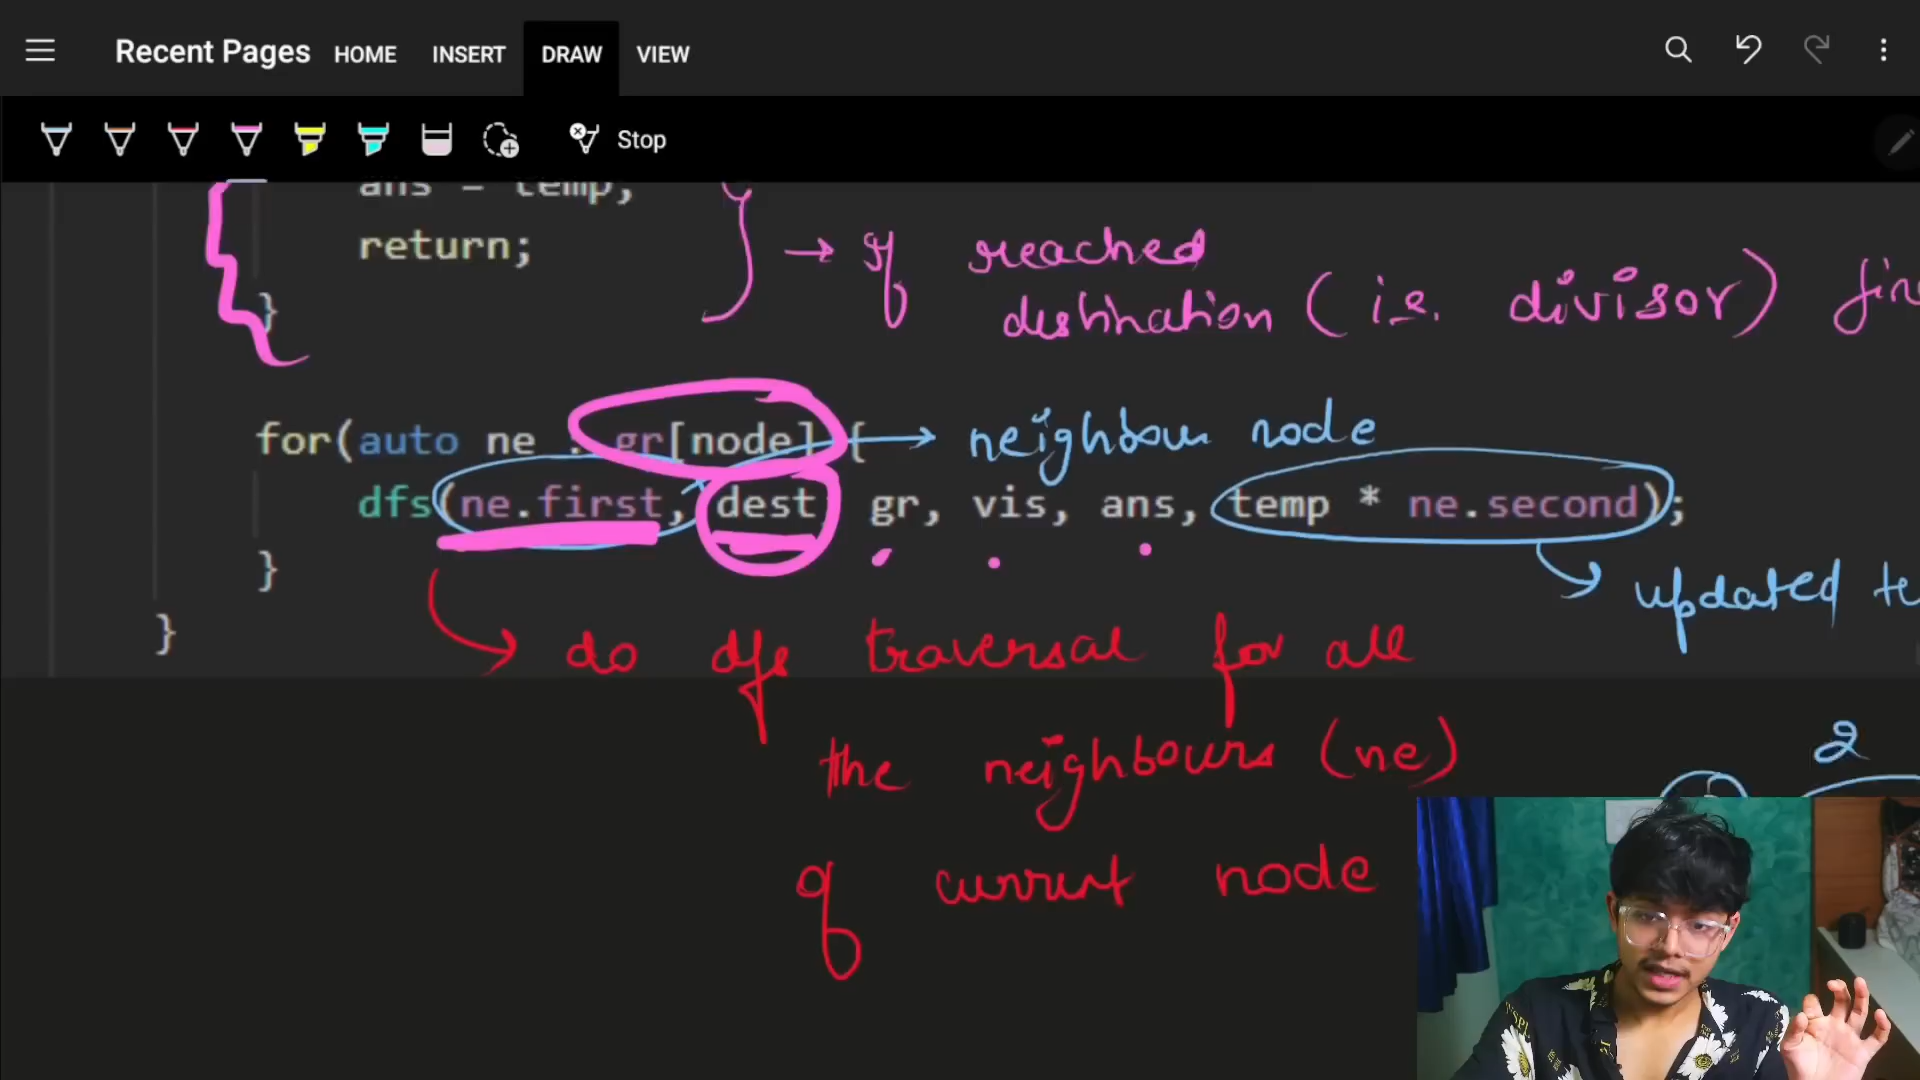 Recent Pages HOME INSERT DRAW VIEW
Stop
ans = temp;
return;
}
→ If reached
destination (i.e. divisor)
for(auto ne : gr[node] {
→ neighbour node
dfs(ne.first, dest gr, vis, ans, temp * ne.second);
}
updated
}
do dfs traversal for all
the neighbours (ne)
of current node
2